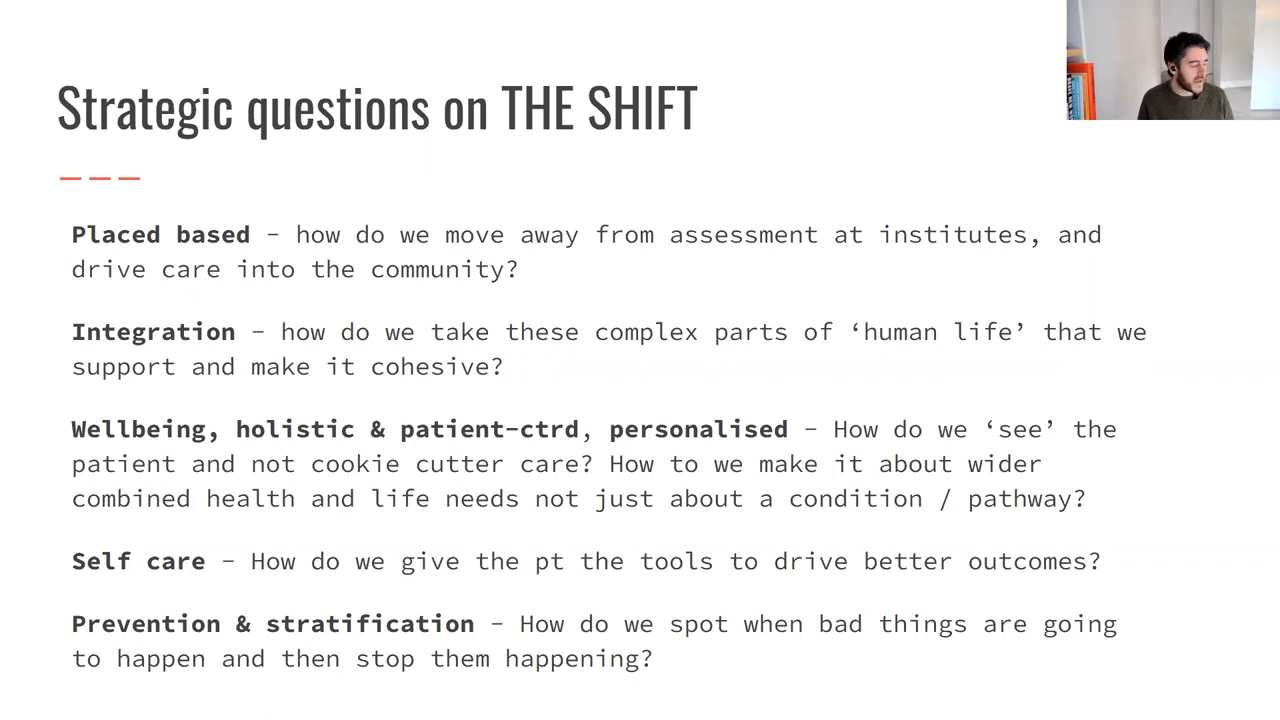 Strategic questions on THE SHIFT
Placed based – how do we move away from assessment at institutes, and
drive care into the community?
Integration – how do we take these complex parts of ‘human life’ that we
support and make it cohesive?
Wellbeing, holistic & patient-ctrd, personalised – How do we ‘see’ the
patient and not cookie cutter care? How to we make it about wider
combined health and life needs not just about a condition / pathway?
Self care – How do we give the pt the tools to drive better outcomes?
Prevention & stratification – How do we spot when bad things are going
to happen and then stop them happening?